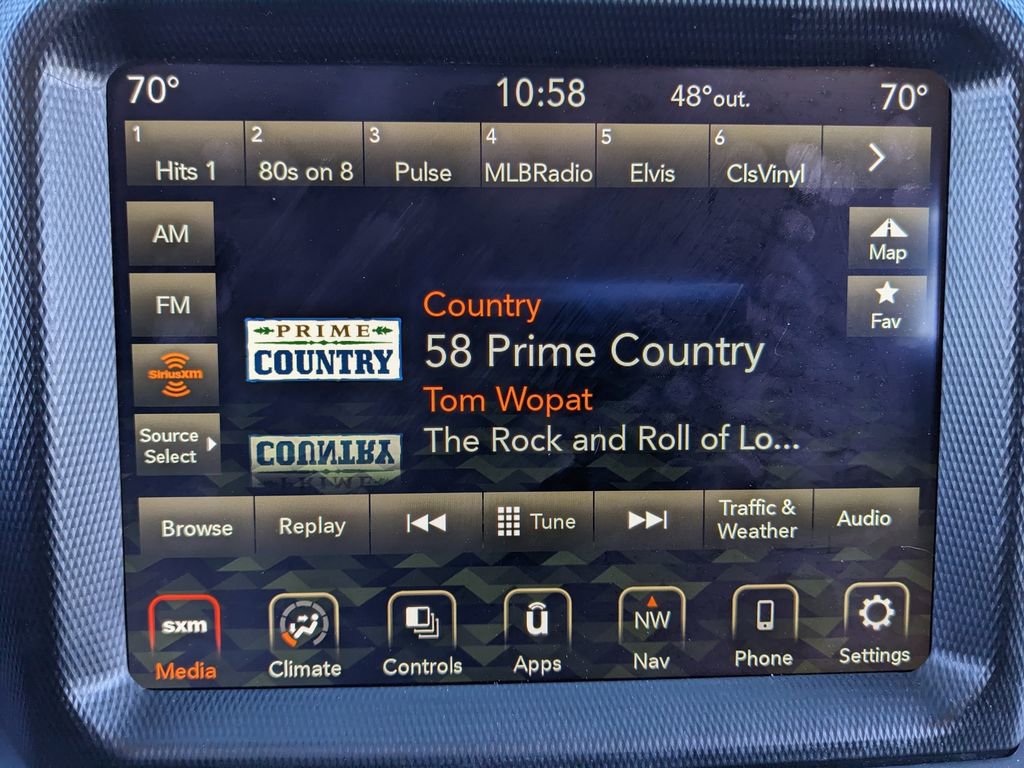 70° 10:58 48°out. 70°
1 2 3 4 5 6
Hits 1 80s on 8 Pulse MLBRadio Elvis ClsVinyl
AM
Map
FM
Fav
SiriusXM
Source
Select
PRIME
COUNTRY
Country
58 Prime Country
Tom Wopat
The Rock and Roll of Lo...
COUNTRY
PRIME
Browse Replay Tune Traffic &
Weather Audio
sxm
Media
Climate
Controls
u
Apps
NW
Nav
Phone
Settings